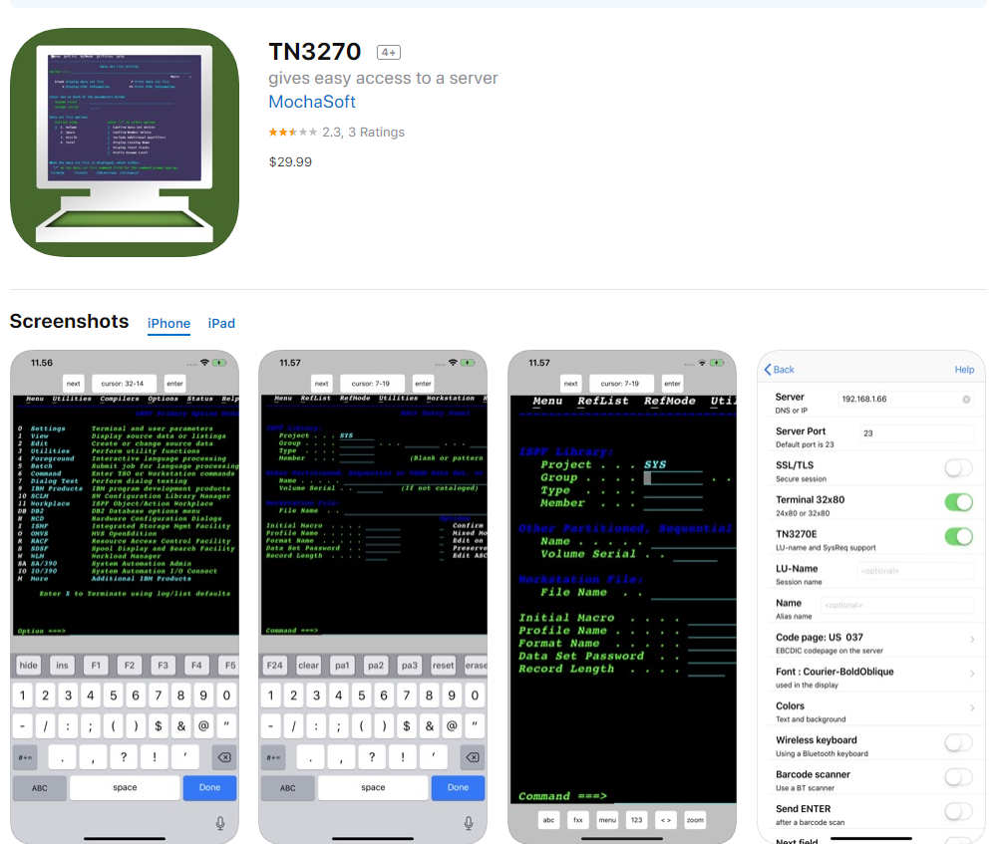 TN3270 4+
gives easy access to a server
MochaSoft
2.3, 3 Ratings
$29.99
Screenshots iPhone iPad
11.56
next cursor: 32-14 enter
Menu Utilities Compilers Options Status Help
ISPF Primary Option Menu
0 Settings Terminal and user parameters
1 View Display source data or listings
2 Edit Create or change source data
3 Utilities Perform utility functions
4 Foreground Interactive language processing
5 Batch Submit job for language processing
6 Command Enter TSO or Workstation commands
7 Dialog Test Perform dialog testing
9 IBM Products IBM program development products
10 SCLM SW Configuration Library Manager
11 Workplace ISPF Object/Action Workplace
DB DB2 DB2 Database options menu
H HCD Hardware Configuration Dialogs
I ISMF Integrated Storage Mgmt Facility
O OMVS MVS OpenEdition
R RACF Resource Access Control Facility
S SDSF Spool Display and Search Facility
W WLM Workload Manager
SA SA/390 System Automation Admin
IO IO/390 System Automation I/O Connect
M More Additional IBM Products
Enter X to Terminate using log/list defaults
Option ===>
hide ins F1 F2 F3 F4 F5
1 2 3 4 5 6 7 8 9 0
- / : ; ( ) $ & @ "
#+= . , ? ! '
ABC space Done
11.57
next cursor: 7-19 enter
Menu RefList RefMode Utilities Workstation
Edit Entry Panel
ISPF Library:
Project . . . SYS
Group . . . .
Type . . . .
Member . . . (Blank or pattern
Other Partitioned, Sequential or VSAM Data Set,
Name . . . . .
Volume Serial . . (If not cataloged)
Workstation File:
File Name . .
Options
Initial Macro . . . . Confirm
Profile Name . . . . Mixed Mo
Format Name . . . . Edit on
Data Set Password . . Preserve
Record Length . . . . Edit ASC
Command ===>
F24 clear pa1 pa2 pa3 reset erase
1 2 3 4 5 6 7 8 9 0
- / : ; ( ) $ & @ "
#+= . , ? ! '
ABC space Done
11.57
next cursor: 7-19 enter
Menu RefList RefMode Util
ISPF Library:
Project . . . SYS
Group . . . . . .
Type . . . .
Member . . .
Other Partitioned, Sequential
Name . . . . .
Volume Serial . .
Workstation File:
File Name . .
Initial Macro . . . .
Profile Name . . . . .
Format Name . . . . .
Data Set Password . .
Record Length . . . .
Command ===>
abc fxx menu 123 < > zoom
Back Help
Server 192.168.1.66
DNS or IP
Server Port 23
Default port is 23
SSL/TLS
Secure session
Terminal 32x80
24x80 or 32x80
TN3270E
LU-name and SysReq support
LU-Name <optional>
Session name
Name <optional>
Alias name
Code page: US 037
EBCDIC codepage on the server
Font : Courier-BoldOblique
used in the display
Colors
Text and background
Wireless keyboard
Using a Bluetooth keyboard
Barcode scanner
Use a BT scanner
Send ENTER
after a barcode scan
Next field